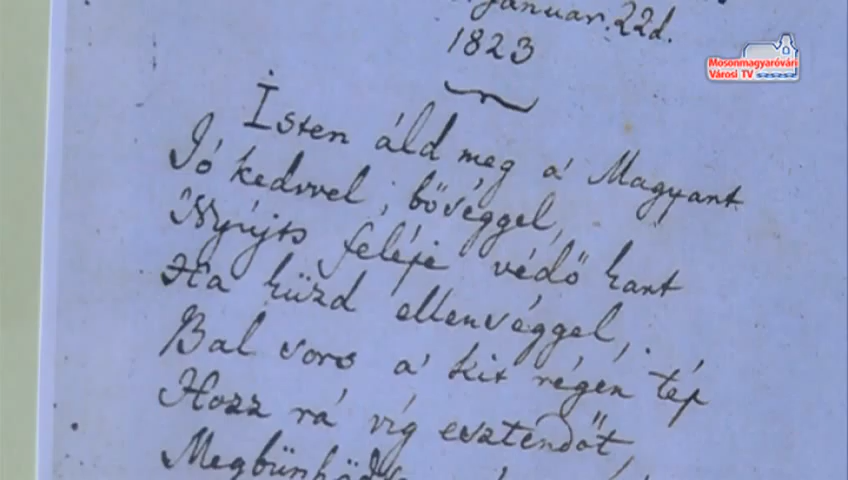 Január. 22d.
1823
Isten áld meg a' Magyart
Jó kedvvel, bőséggel,
Nyújts feléje védő kart
Ha küzd ellenséggel,
Bal sors a' kit régen tép
Hozz rá víg esztendőt,
Mosonmagyaróvári
Városi TV